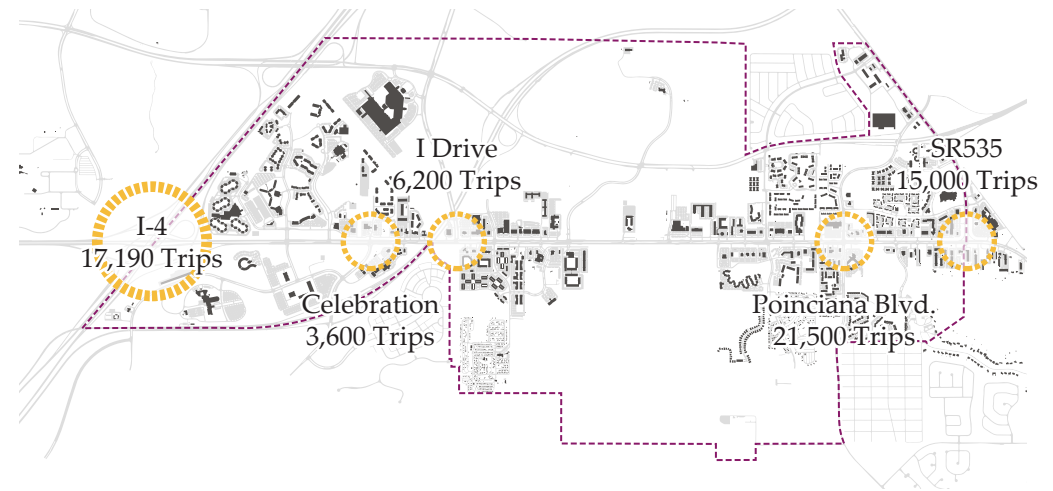 I Drive
6,200 Trips
SR535
15,000 Trips
I-4
17,190 Trips
Celebration
3,600 Trips
Poinciana Blvd.
21,500 Trips